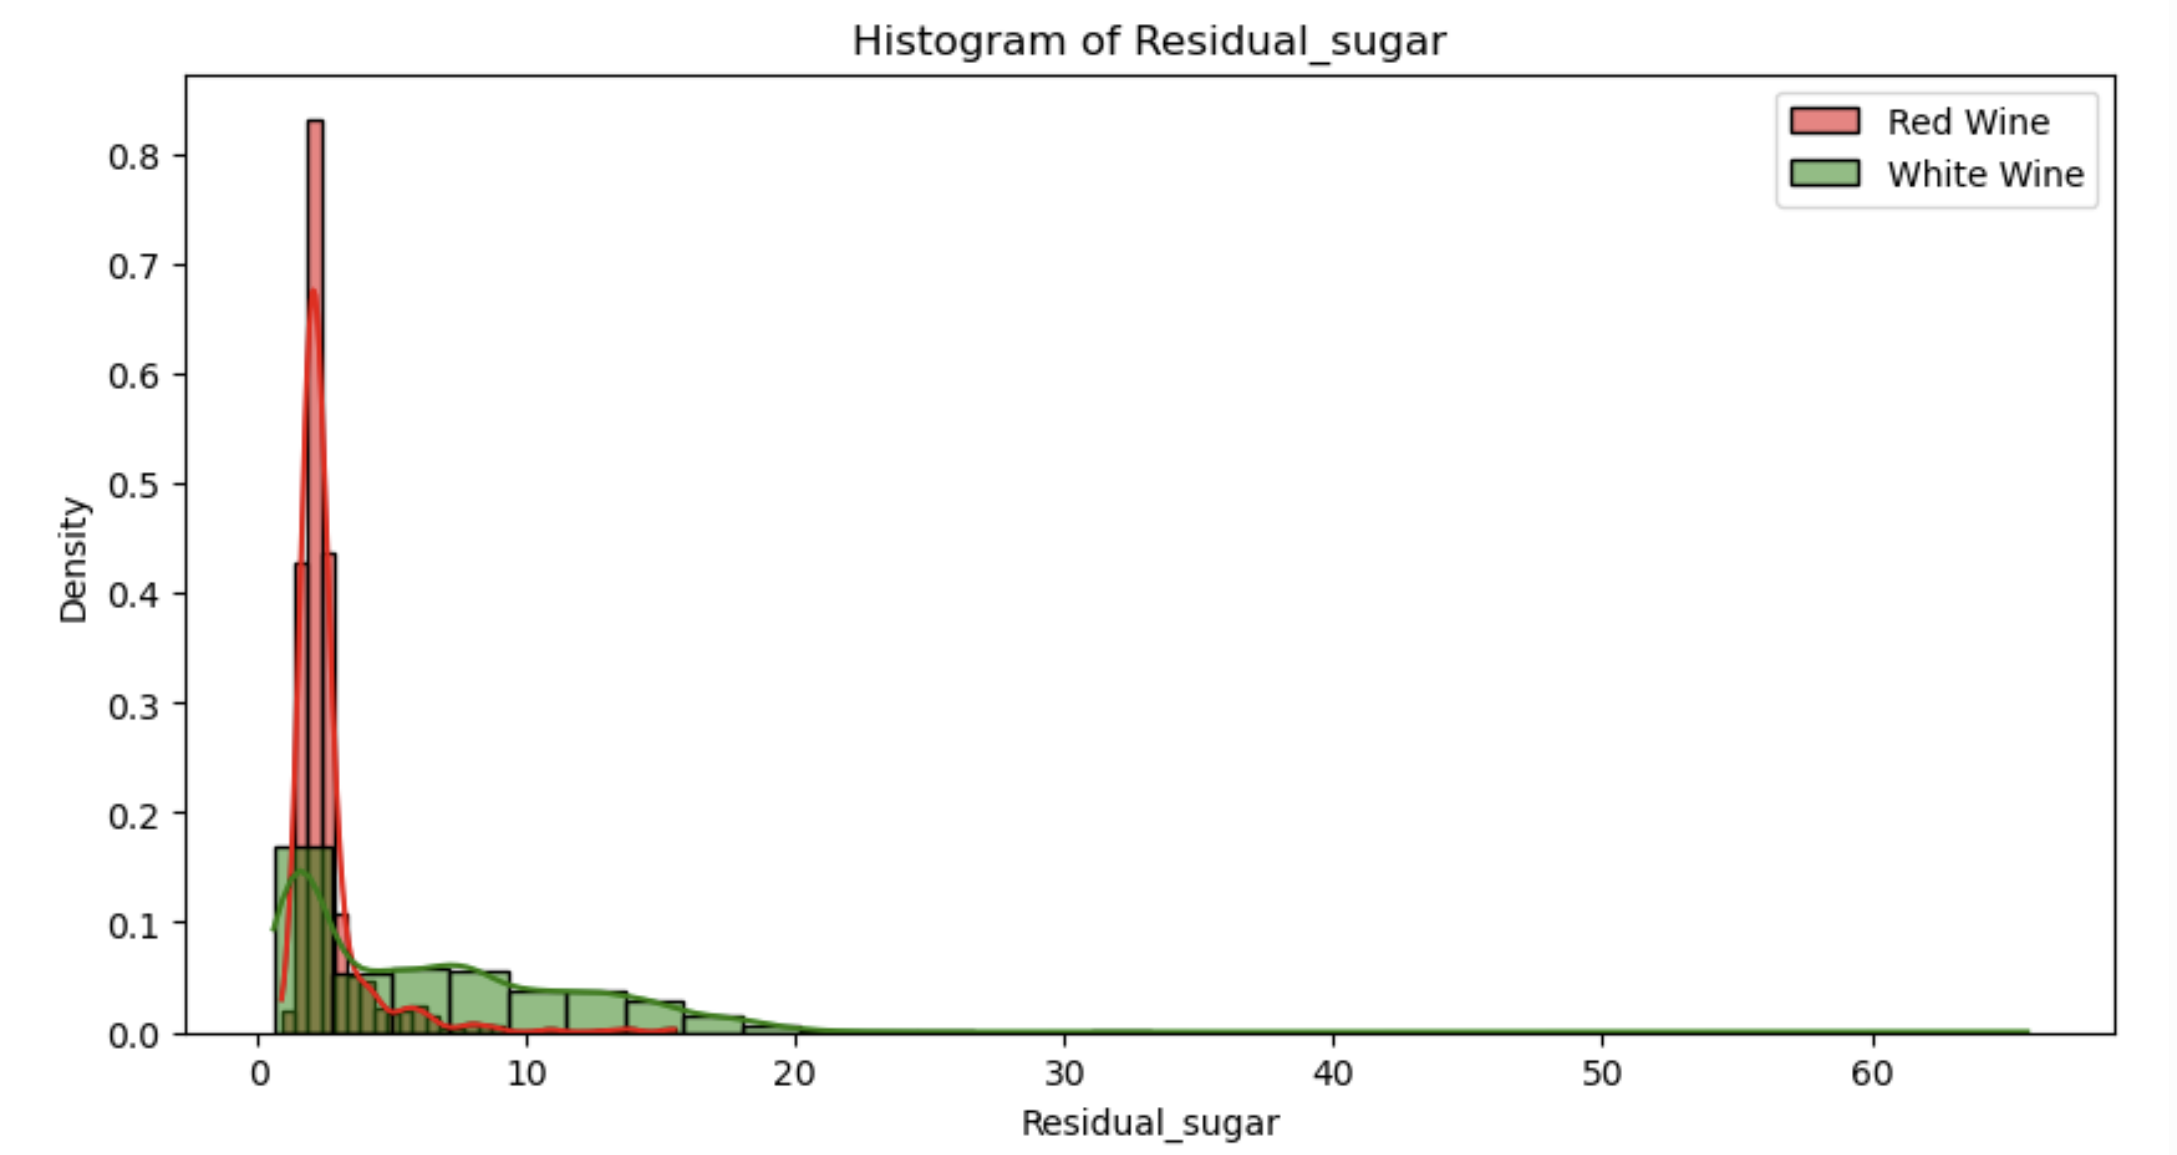 Histogram of Residual_sugar
Red Wine
White Wine
0.8
0.7
0.6
0.5
0.4
0.3
0.2
0.1
0.0
Density
0 10 20 30 40 50 60
Residual_sugar